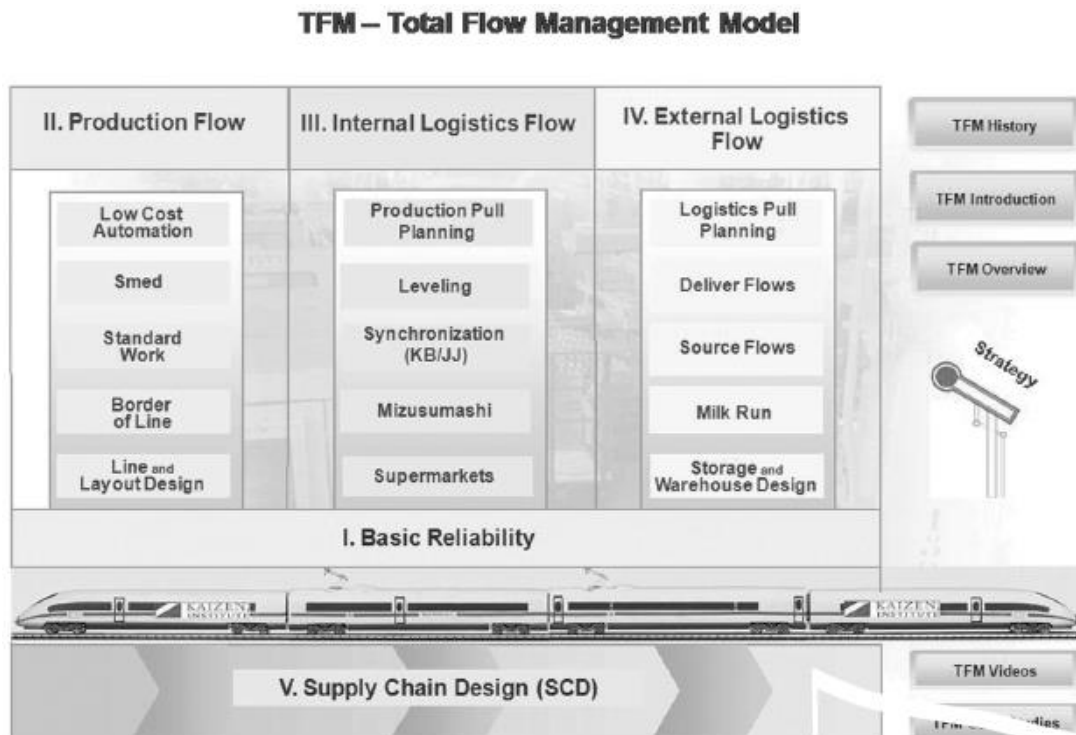 TFM – Total Flow Management Model
II. Production Flow
III. Internal Logistics Flow
IV. External Logistics
Flow
Low Cost
Automation
Smed
Standard
Work
Border
of Line
Line and
Layout Design
Production Pull
Planning
Leveling
Synchronization
(KB/JJ)
Mizusumashi
Supermarkets
Logistics Pull
Planning
Deliver Flows
Source Flows
Milk Run
Storage and
Warehouse Design
I. Basic Reliability
KAIZEN
INSTITUTE
KAIZEN
INSTITUTE
V. Supply Chain Design (SCD)
TFM History
TFM Introduction
TFM Overview
Strategy
TFM Videos
TFM